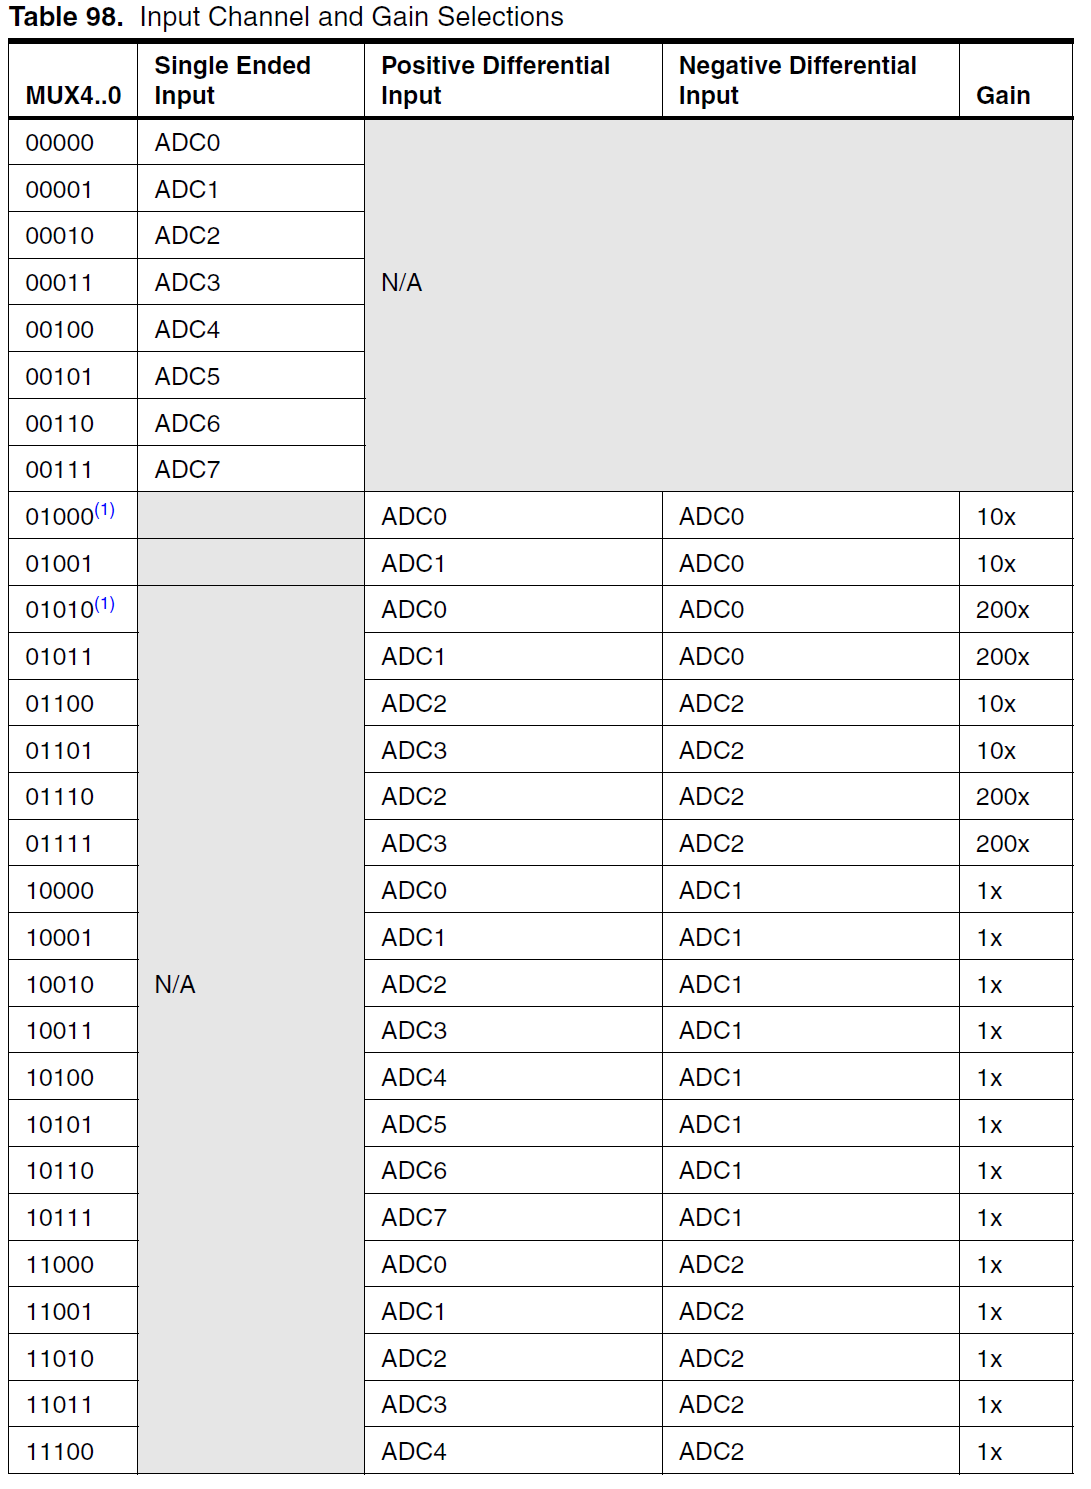 Table 98. Input Channel and Gain Selections
MUX4..0 Single Ended Input Positive Differential Input Negative Differential Input Gain
00000 ADC0
00001 ADC1
00010 ADC2
00011 ADC3 N/A
00100 ADC4
00101 ADC5
00110 ADC6
00111 ADC7
01000(1) ADC0 ADC0 10x
01001 ADC1 ADC0 10x
01010(1) ADC0 ADC0 200x
01011 ADC1 ADC0 200x
01100 ADC2 ADC2 10x
01101 ADC3 ADC2 10x
01110 ADC2 ADC2 200x
01111 ADC3 ADC2 200x
10000 ADC0 ADC1 1x
10001 ADC1 ADC1 1x
10010 N/A ADC2 ADC1 1x
10011 ADC3 ADC1 1x
10100 ADC4 ADC1 1x
10101 ADC5 ADC1 1x
10110 ADC6 ADC1 1x
10111 ADC7 ADC1 1x
11000 ADC0 ADC2 1x
11001 ADC1 ADC2 1x
11010 ADC2 ADC2 1x
11011 ADC3 ADC2 1x
11100 ADC4 ADC2 1x